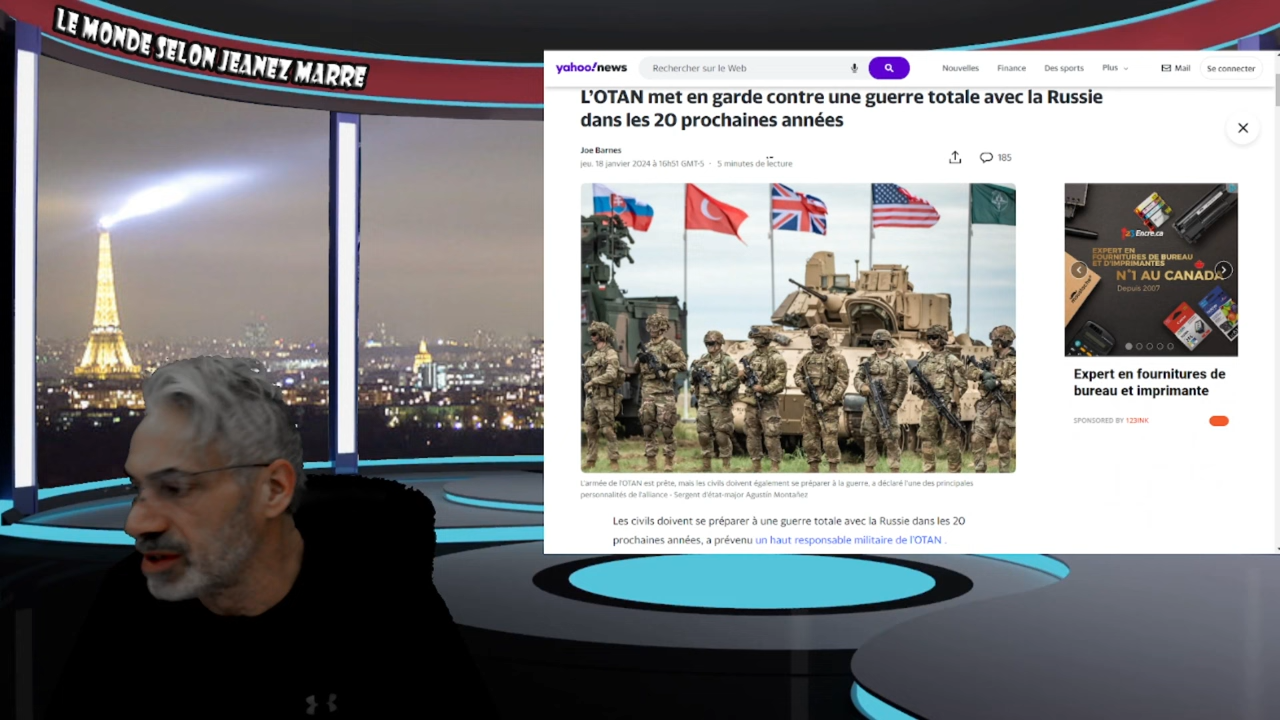 LE MONDE SELON JEANEZ MARRE
yahoo!news
Rechercher sur le Web
Nouvelles
Finance
Des sports
Plus
Mail
Se connecter
L'OTAN met en garde contre une guerre totale avec la Russie
dans les 20 prochaines années
Joe Barnes
jeu. 18 janvier 2024 à 16h51 GMT-5 · 5 minutes de lecture
185
Encre.ca
EXPERT EN
FOURNITURES DE BUREAU
ET D'IMPRIMANTES
N°1 AU CANADA
Depuis 2007
Expert en fournitures de
bureau et imprimante
SPONSORED BY 123INK
L'armée de l'OTAN est prête, mais les civils doivent également se préparer à la guerre, a déclaré l'une des principales
personnalités de l'alliance - Sergent d'état-major Agustín Montañez
Les civils doivent se préparer à une guerre totale avec la Russie dans les 20
prochaines années, a prévenu un haut responsable militaire de l'OTAN .